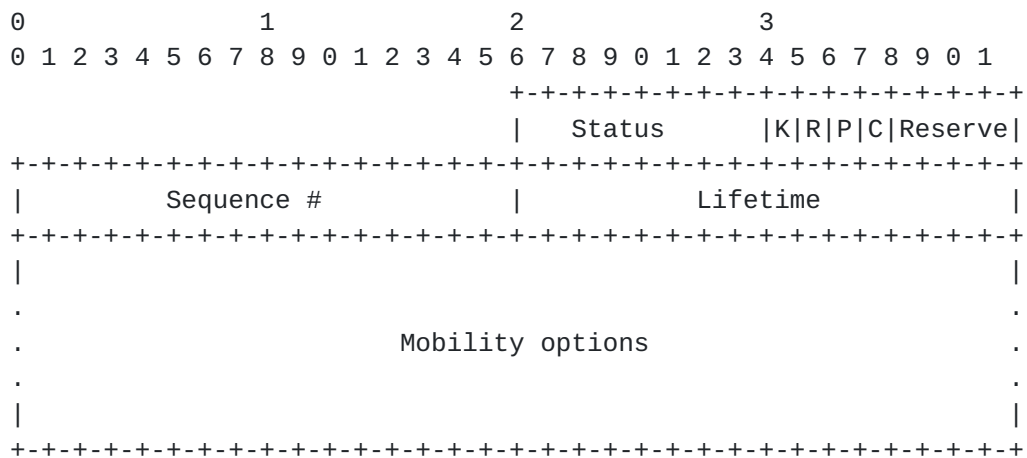 0                   1                   2                   3
0 1 2 3 4 5 6 7 8 9 0 1 2 3 4 5 6 7 8 9 0 1 2 3 4 5 6 7 8 9 0 1
                                +-+-+-+-+-+-+-+-+-+-+-+-+-+-+-+-+
                                |   Status      |K|R|P|C|Reserve|
+-+-+-+-+-+-+-+-+-+-+-+-+-+-+-+-+-+-+-+-+-+-+-+-+-+-+-+-+-+-+-+-+
|         Sequence #            |           Lifetime            |
+-+-+-+-+-+-+-+-+-+-+-+-+-+-+-+-+-+-+-+-+-+-+-+-+-+-+-+-+-+-+-+-+
|                                                               |
.                                                               .
.                        Mobility options                       .
.                                                               .
|                                                               |
+-+-+-+-+-+-+-+-+-+-+-+-+-+-+-+-+-+-+-+-+-+-+-+-+-+-+-+-+-+-+-+-+